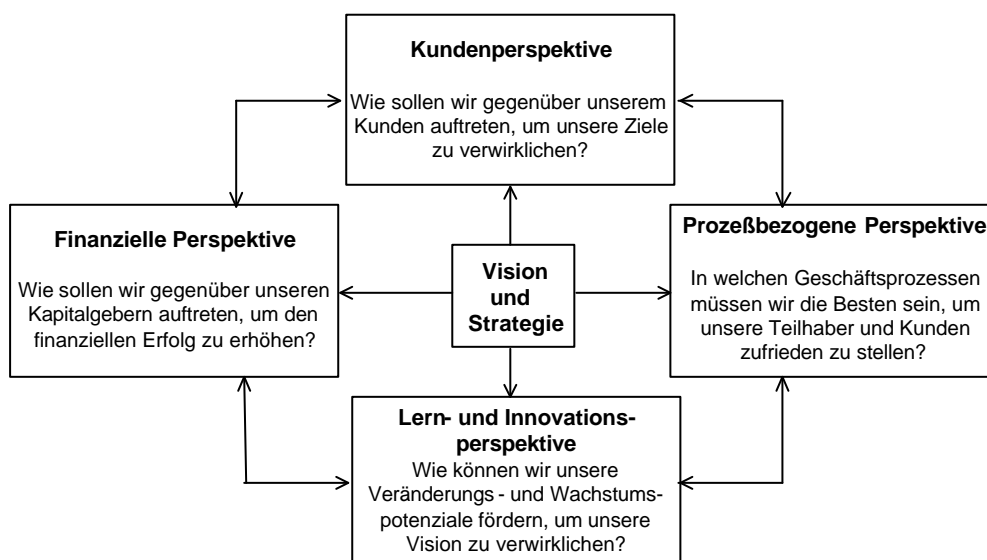 Kundenperspektive
Wie sollen wir gegenüber unserem
Kunden auftreten, um unsere Ziele
zu verwirklichen?
Finanzielle Perspektive
Wie sollen wir gegenüber unseren
Kapitalgebern auftreten, um den
finanziellen Erfolg zu erhöhen?
Vision
und
Strategie
Prozeßbezogene Perspektive
In welchen Geschäftsprozessen
müssen wir die Besten sein, um
unsere Teilhaber und Kunden
zufrieden zu stellen?
Lern- und Innovations-
perspektive
Wie können wir unsere
Veränderungs - und Wachstums-
potenziale fördern, um unsere
Vision zu verwirklichen?